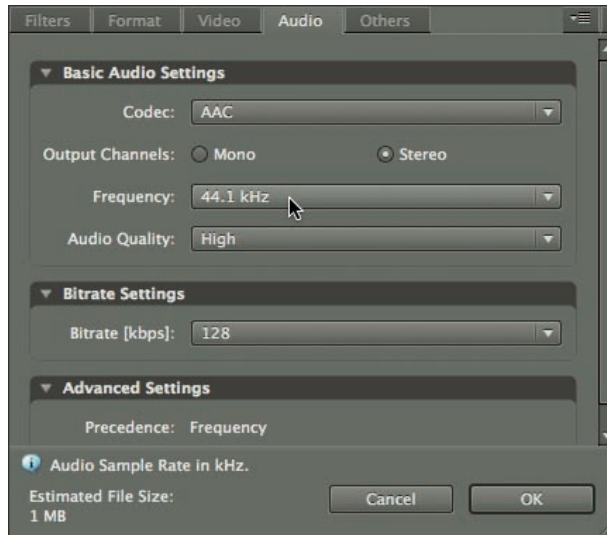 Filters Format Video Audio Others
Basic Audio Settings
Codec: AAC
Output Channels: Mono Stereo
Frequency: 44.1 kHz
Audio Quality: High
Bitrate Settings
Bitrate [kbps]: 128
Advanced Settings
Precedence: Frequency
Audio Sample Rate in kHz.
Estimated File Size:
1 MB
Cancel OK